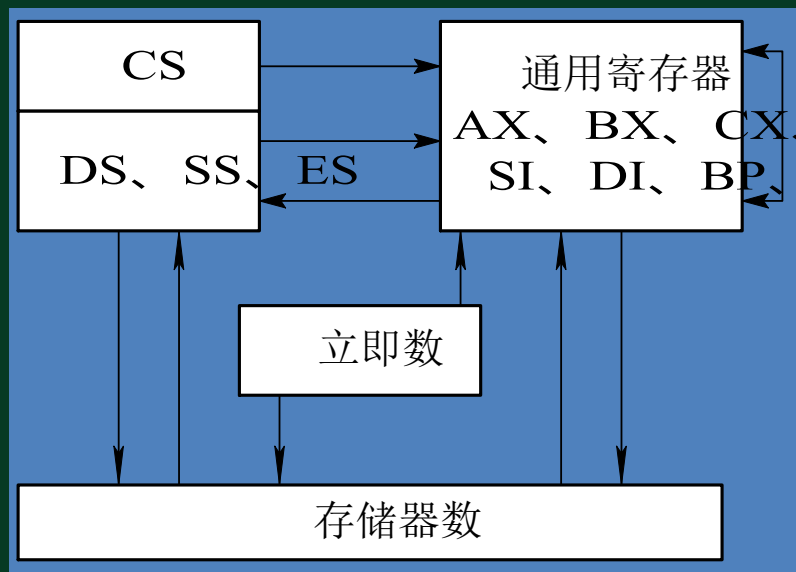 CS
通用寄存器
AX、BX、CX、
DS、SS、ES
SI、DI、BP、
立即数
存储器数